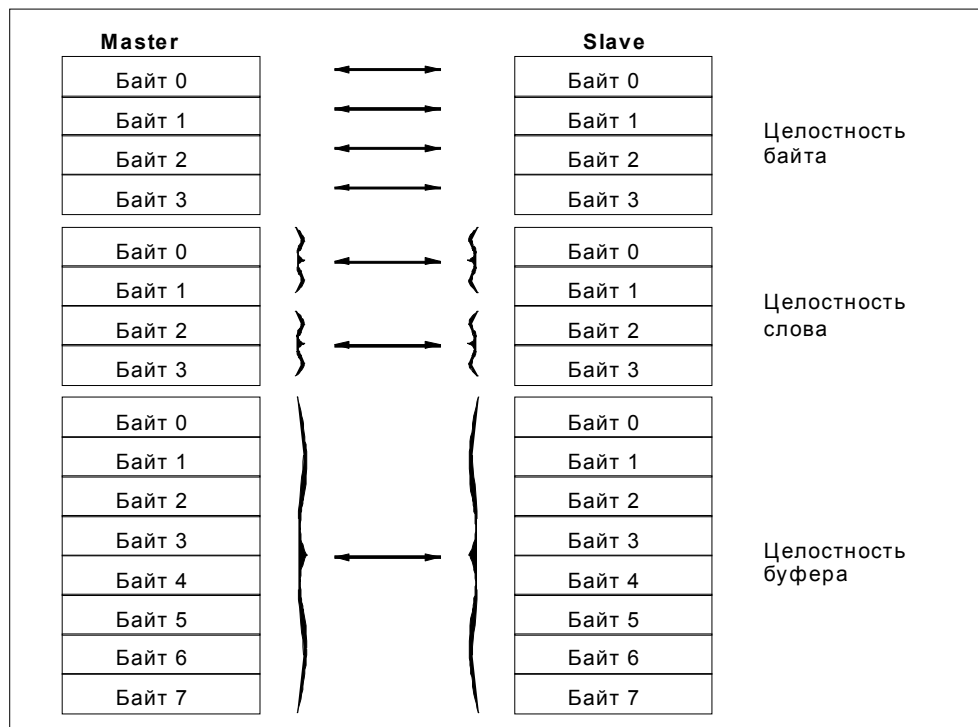 Master Slave
Байт 0 Байт 0
Байт 1 Байт 1
Байт 2 Байт 2
Байт 3 Байт 3
Целостность
байта
Байт 0 Байт 0
Байт 1 Байт 1
Байт 2 Байт 2
Байт 3 Байт 3
Целостность
слова
Байт 0 Байт 0
Байт 1 Байт 1
Байт 2 Байт 2
Байт 3 Байт 3
Байт 4 Байт 4
Байт 5 Байт 5
Байт 6 Байт 6
Байт 7 Байт 7
Целостность
буфера